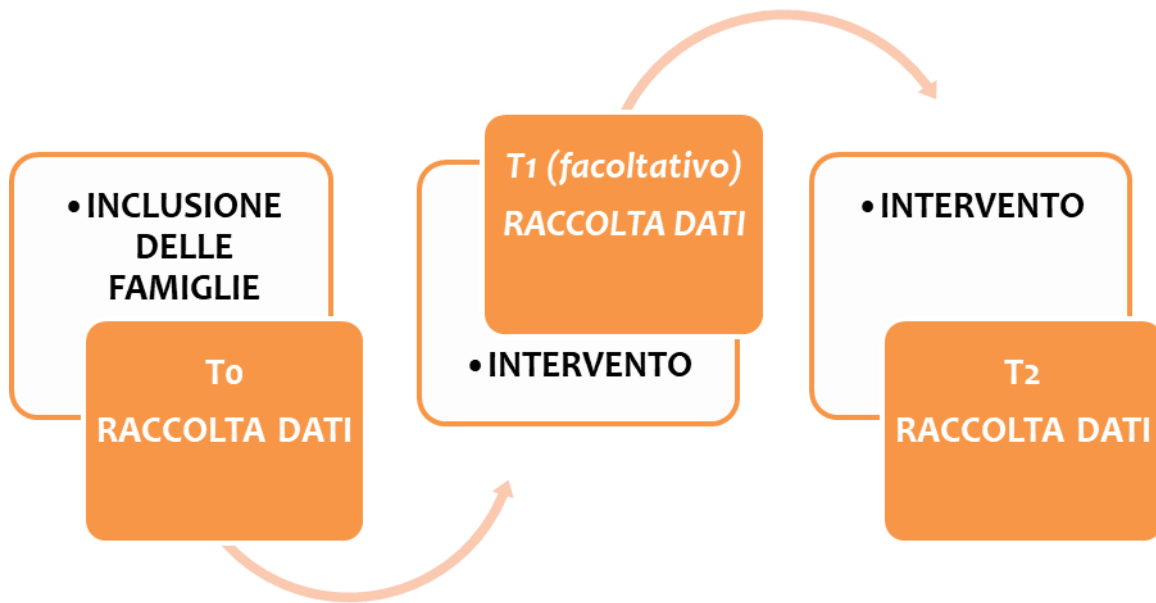 • INCLUSIONE
DELLE
FAMIGLIE
T0
RACCOLTA DATI
T1 (facoltativo)
RACCOLTA DATI
• INTERVENTO
• INTERVENTO
T2
RACCOLTA DATI